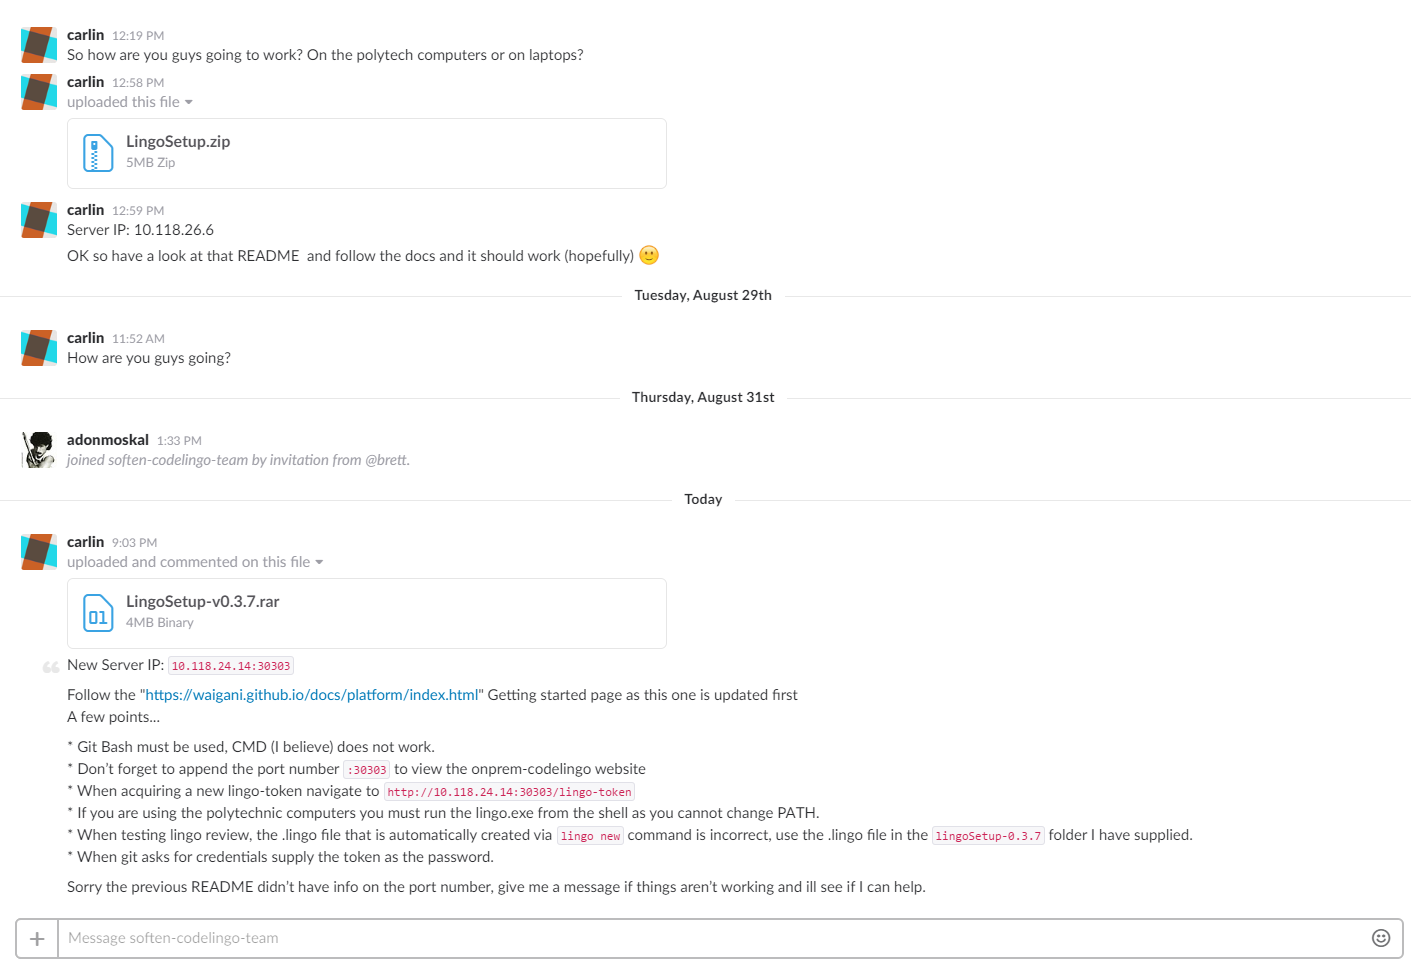 carlin 12:19 PM
So how are you guys going to work? On the polytech computers or on laptops?
carlin 12:58 PM
uploaded this file
LingoSetup.zip
5MB Zip
carlin 12:59 PM
Server IP: 10.118.26.6
OK so have a look at that README and follow the docs and it should work (hopefully)
Tuesday, August 29th
carlin 11:52 AM
How are you guys going?
Thursday, August 31st
adonmoskal 1:33 PM
joined soften-codelingo-team by invitation from @brett.
Today
carlin 9:03 PM
uploaded and commented on this file
01
LingoSetup-v0.3.7.rar
4MB Binary
New Server IP: 10.118.24.14:30303
Follow the "https://waigani.github.io/docs/platform/index.html" Getting started page as this one is updated first
A few points...
* Git Bash must be used, CMD (I believe) does not work.
* Don't forget to append the port number :30303 to view the onprem-codelingo website
* When acquiring a new lingo-token navigate to http://10.118.24.14:30303/lingo-token
* If you are using the polytechnic computers you must run the lingo.exe from the shell as you cannot change PATH.
* When testing lingo review, the .lingo file that is automatically created via lingo new command is incorrect, use the .lingo file in the lingoSetup-0.3.7 folder I have supplied.
* When git asks for credentials supply the token as the password.
Sorry the previous README didn't have info on the port number, give me a message if things aren't working and ill see if I can help.
Message soften-codelingo-team